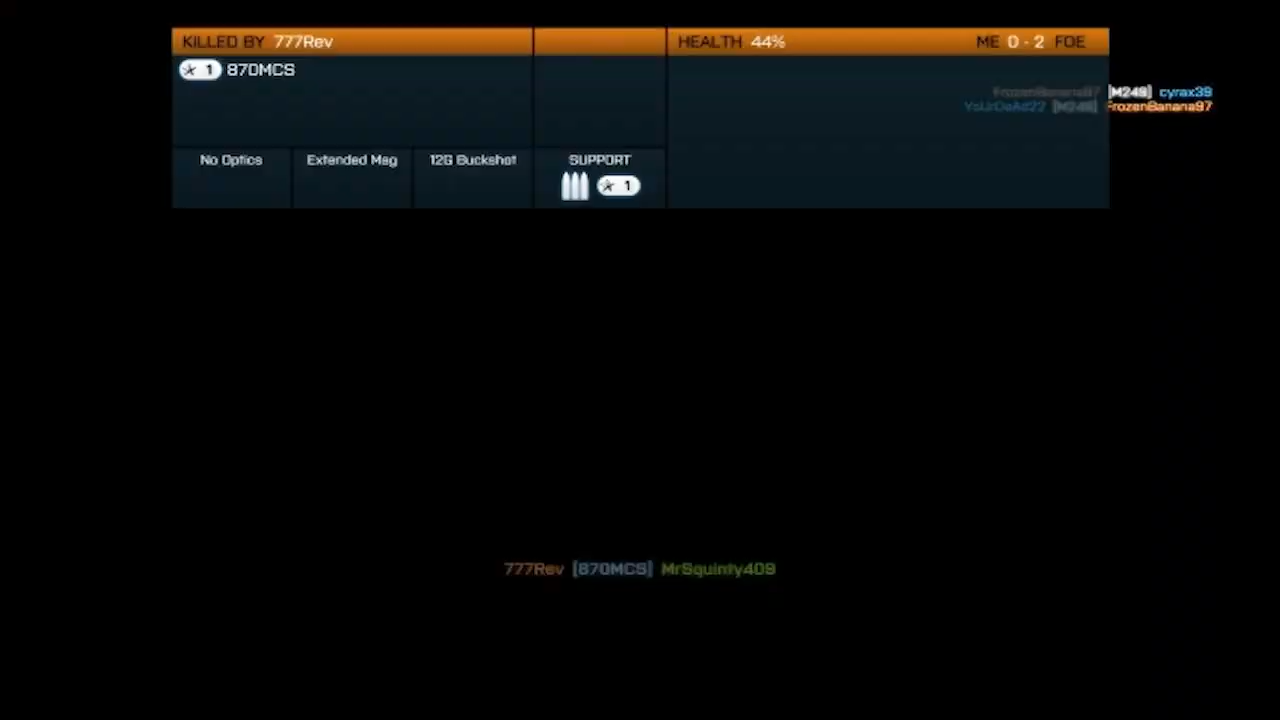 KILLED BY 777Rev
HEALTH 44%
ME 0 - 2 FOE
1 870MCS
FrozenBanana97 [M249] cyrax39
[M249] FrozenBanana97
No Optics
Extended Mag
12G Buckshot
SUPPORT
1
777Rev [870MCS] MrSquinty409